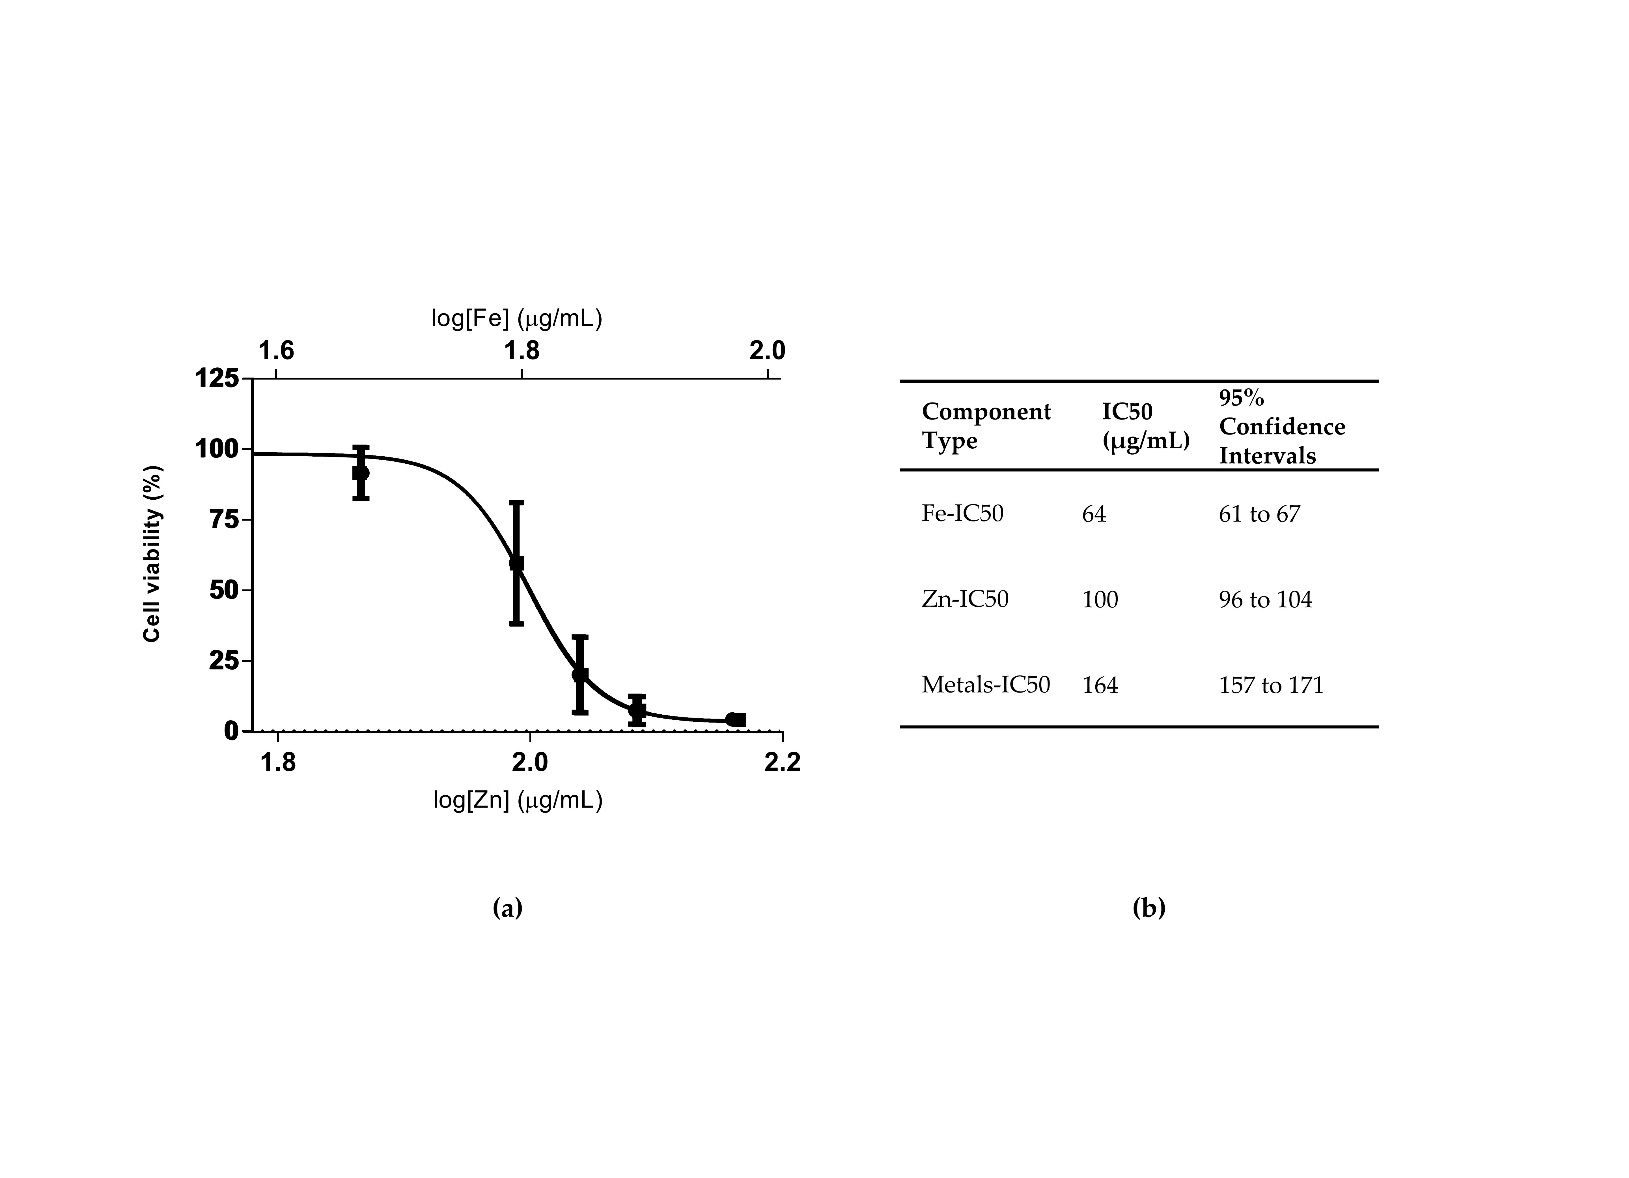 log[Fe] (μg/mL)
1.6 1.8 2.0
125
100
75
50
25
0
Cell viability (%)
1.8 2.0 2.2
log[Zn] (μg/mL)
(a)
Component Type IC50 (μg/mL) 95% Confidence Intervals
Fe-IC50 64 61 to 67
Zn-IC50 100 96 to 104
Metals-IC50 164 157 to 171
(b)